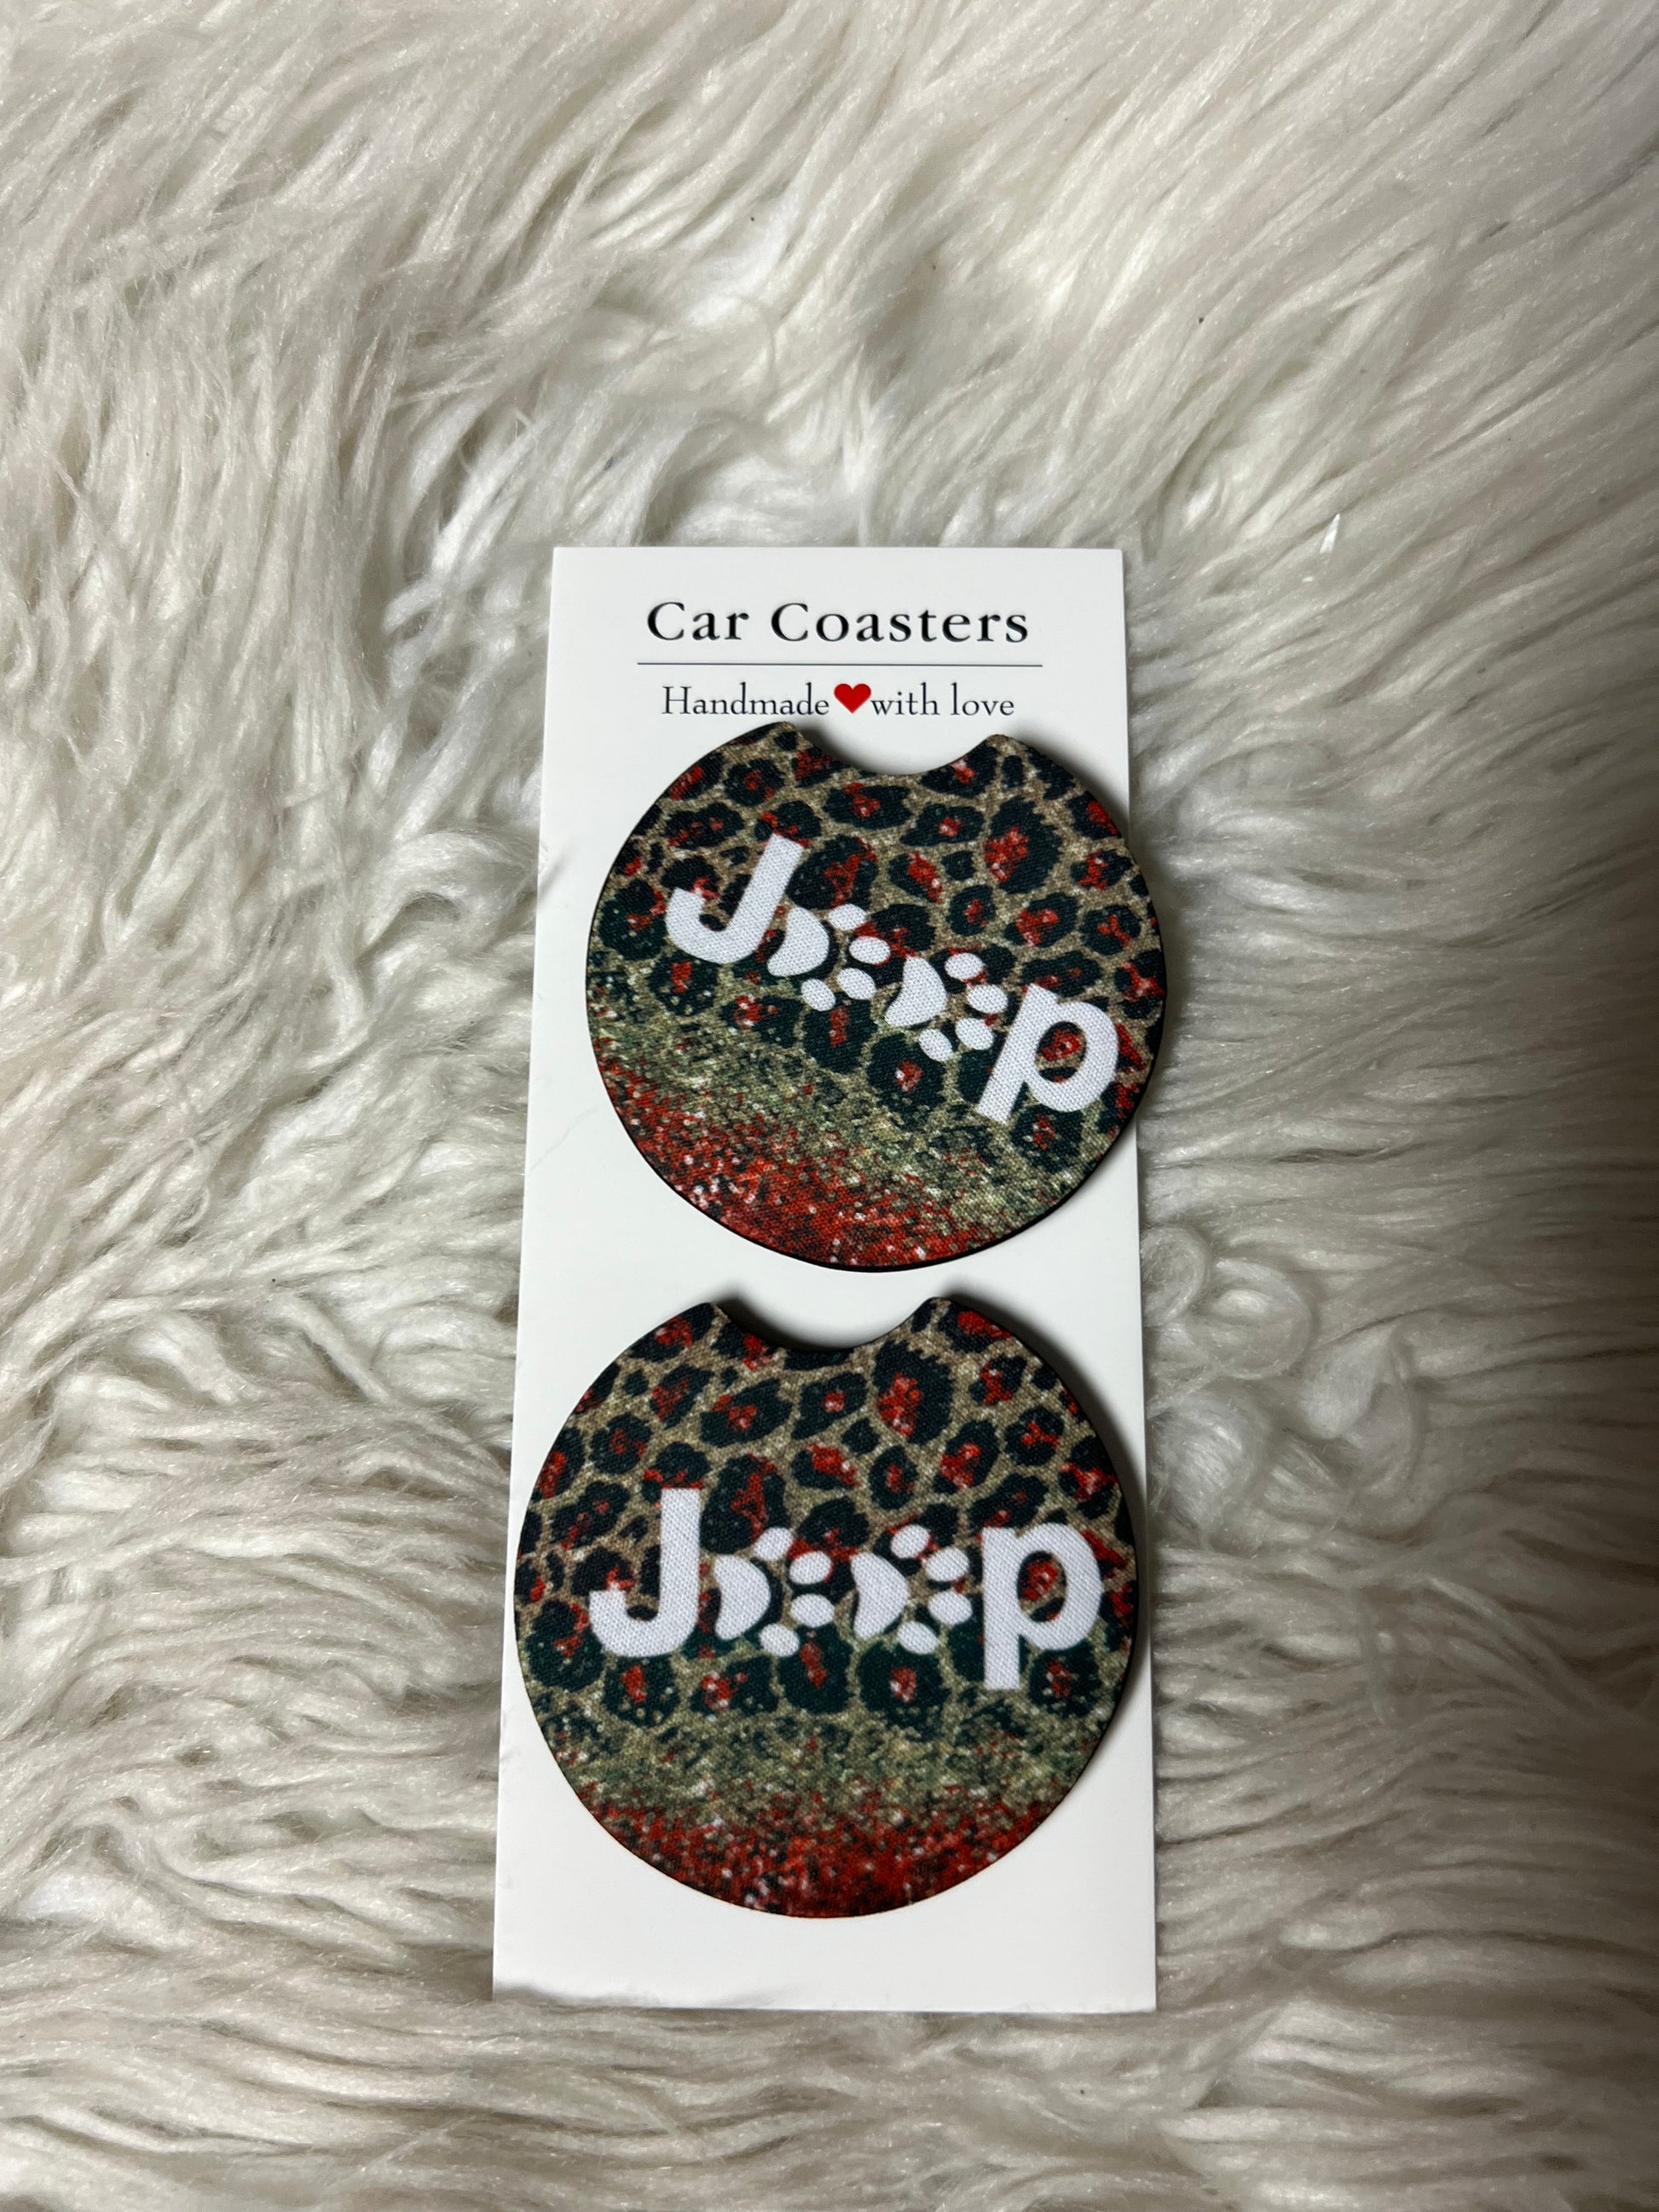 Car Coasters
Handmade❤with love
J🐾🐾p
J🐾🐾p